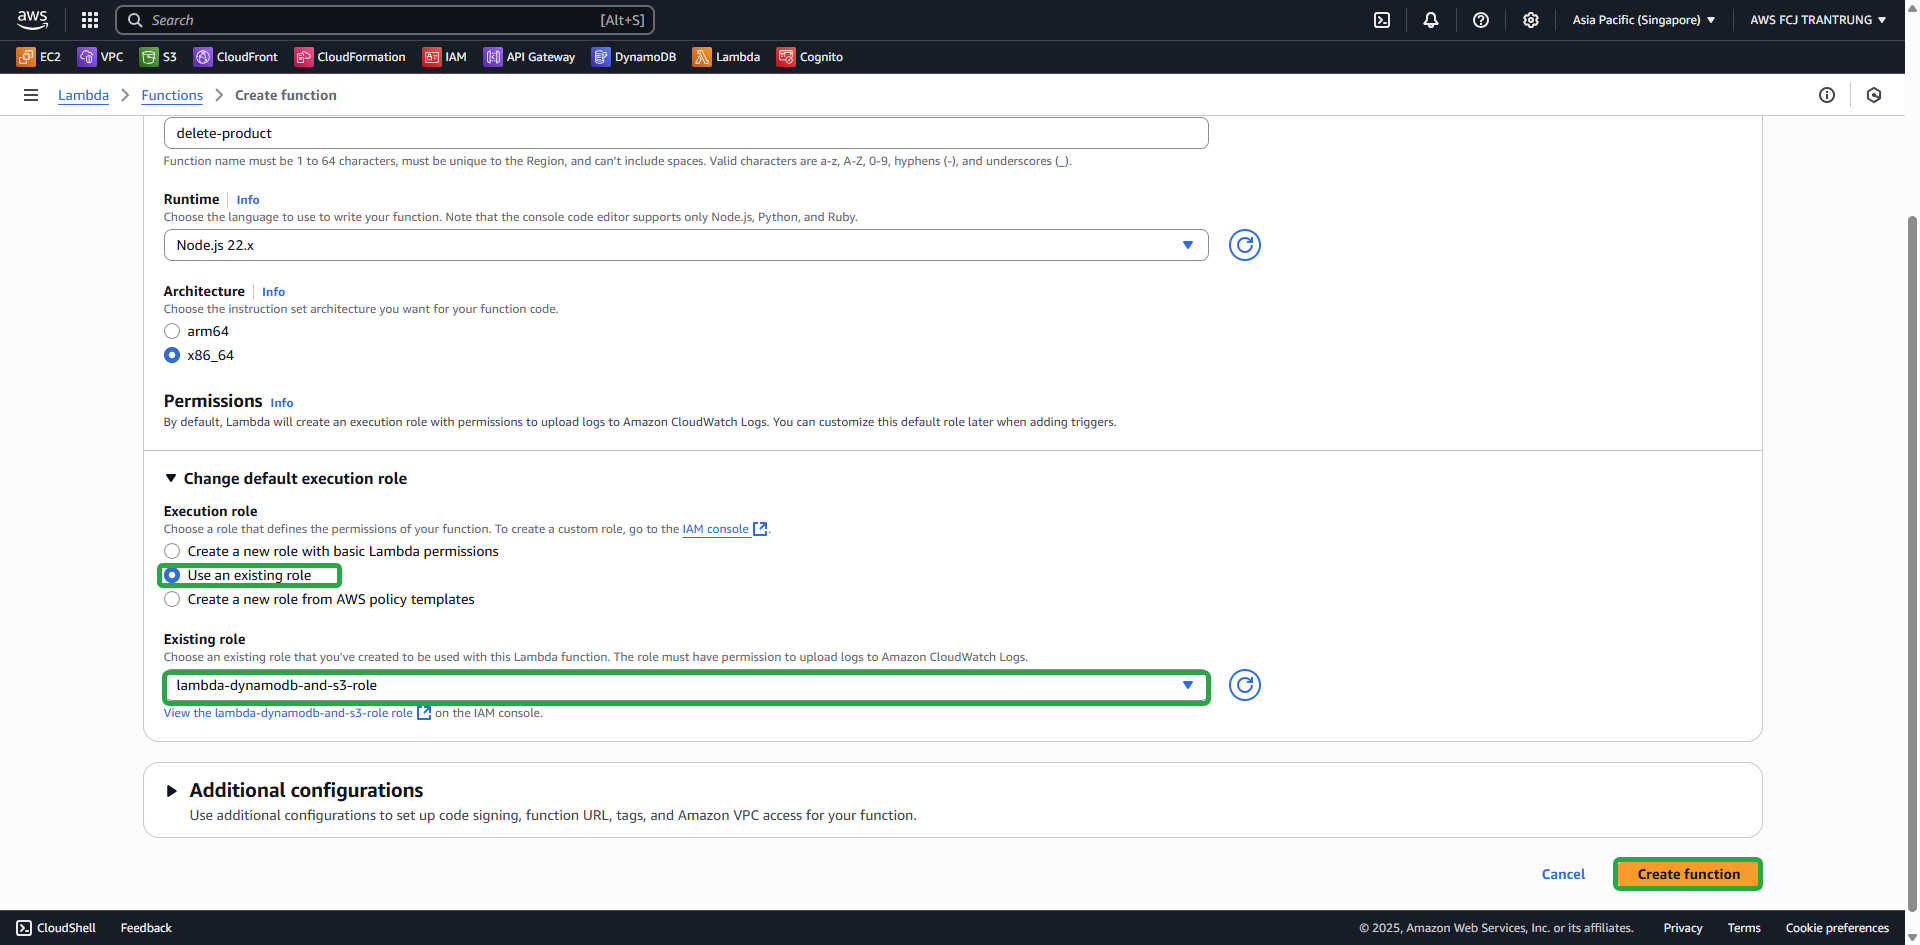 aws Search [Alt+S] Asia Pacific (Singapore) AWS FCJ TRANTRUNG
EC2 VPC S3 CloudFront CloudFormation IAM API Gateway DynamoDB Lambda Cognito
Lambda Functions Create function
delete-product
Function name must be 1 to 64 characters, must be unique to the Region, and can't include spaces. Valid characters are a-z, A-Z, 0-9, hyphens (-), and underscores (_).
Runtime Info
Choose the language to use to write your function. Note that the console code editor supports only Node.js, Python, and Ruby.
Node.js 22.x
Architecture Info
Choose the instruction set architecture you want for your function code.
arm64
x86_64
Permissions Info
By default, Lambda will create an execution role with permissions to upload logs to Amazon CloudWatch Logs. You can customize this default role later when adding triggers.
Change default execution role
Execution role
Choose a role that defines the permissions of your function. To create a custom role, go to the IAM console.
Create a new role with basic Lambda permissions
Use an existing role
Create a new role from AWS policy templates
Existing role
Choose an existing role that you've created to be used with this Lambda function. The role must have permission to upload logs to Amazon CloudWatch Logs.
lambda-dynamodb-and-s3-role
View the lambda-dynamodb-and-s3-role role on the IAM console.
Additional configurations
Use additional configurations to set up code signing, function URL, tags, and Amazon VPC access for your function.
Cancel Create function
CloudShell Feedback © 2025, Amazon Web Services, Inc. or its affiliates. Privacy Terms Cookie preferences